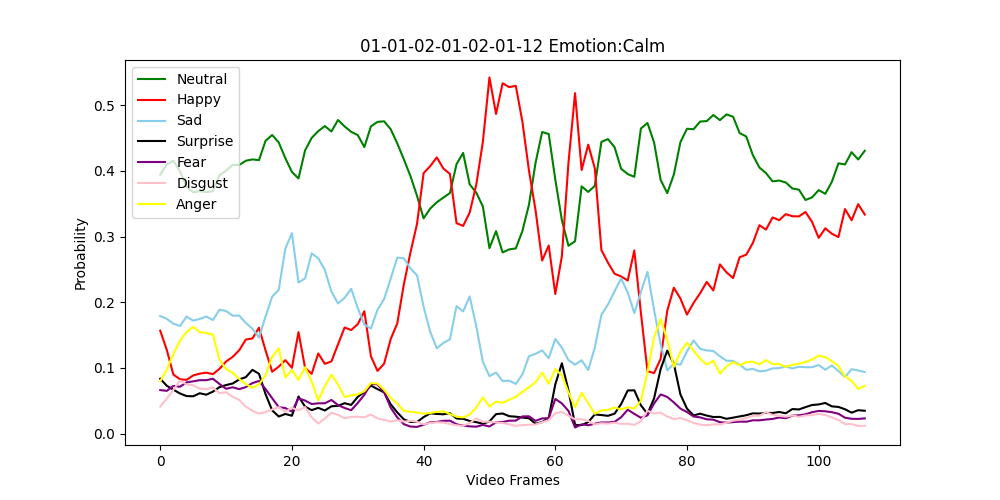 01-01-02-01-02-01-12 Emotion:Calm
Neutral
Happy
Sad
Surprise
Fear
Disgust
Anger
Probability
0.5
0.4
0.3
0.2
0.1
0.0
0 20 40 60 80 100
Video Frames